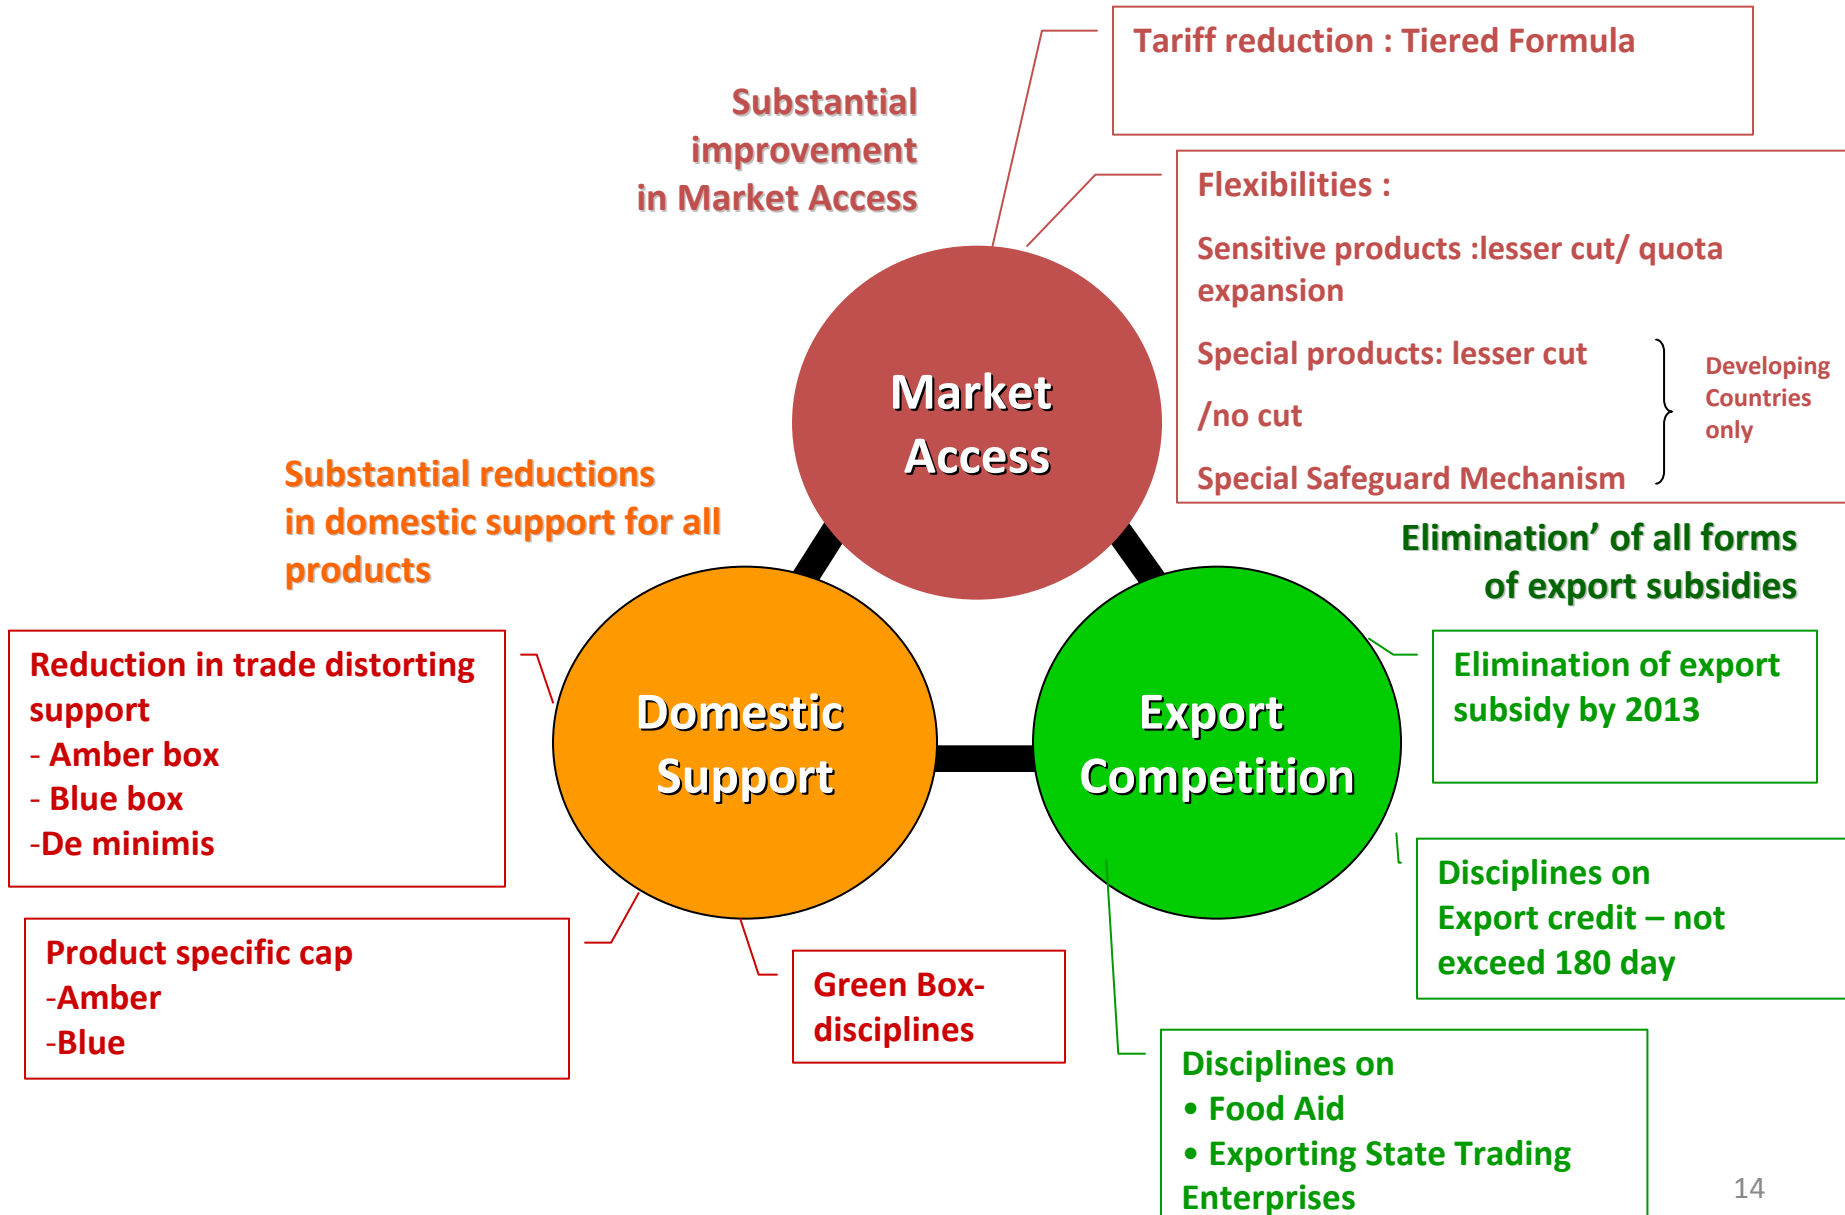 Tariff reduction : Tiered Formula
Substantial
improvement
in Market Access
Flexibilities :
Sensitive products :lesser cut/ quota
expansion
Special products: lesser cut
/no cut
Special Safeguard Mechanism
Developing
Countries
only
Market
Access
Substantial reductions
in domestic support for all
products
Elimination’ of all forms
of export subsidies
Reduction in trade distorting
support
- Amber box
- Blue box
-De minimis
Domestic
Support
Export
Competition
Elimination of export
subsidy by 2013
Disciplines on
Export credit – not
exceed 180 day
Product specific cap
-Amber
-Blue
Green Box-
disciplines
Disciplines on
• Food Aid
• Exporting State Trading
Enterprises
14